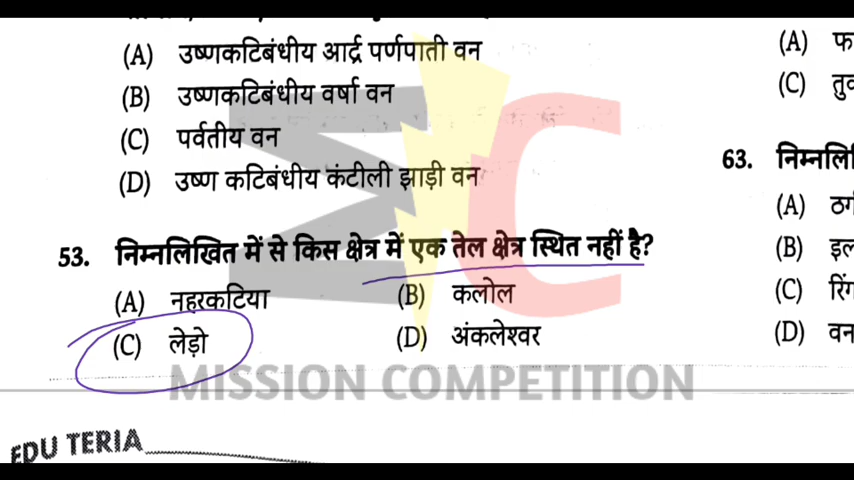 (A) उष्णकटिबंधीय आर्द्र पर्णपाती वन
(B) उष्णकटिबंधीय वर्षा वन
(C) पर्वतीय वन
(D) उष्ण कटिबंधीय कंटीली झाड़ी वन
53. निम्नलिखित में से किस क्षेत्र में एक तेल क्षेत्र स्थित नहीं है?
(A) नहरकटिया (B) कलोल
(C) लेड़ो (D) अंकलेश्वर
MISSION COMPETITION
EDU TERIA
(A)
(C)
63.
(A)
(B)
(C)
(D)